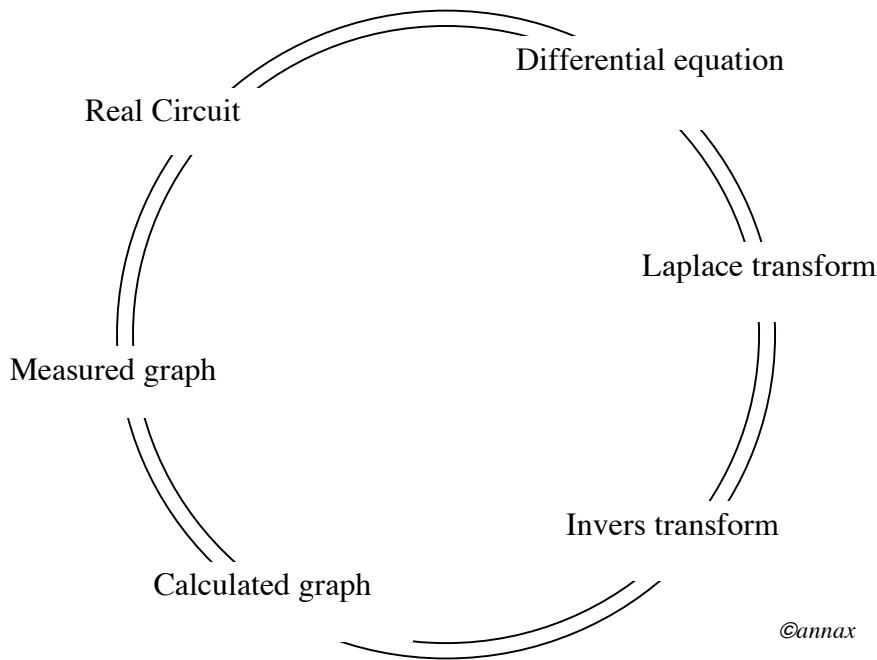 Differential equation
Real Circuit
Laplace transform
Measured graph
Invers transform
Calculated graph
©annax